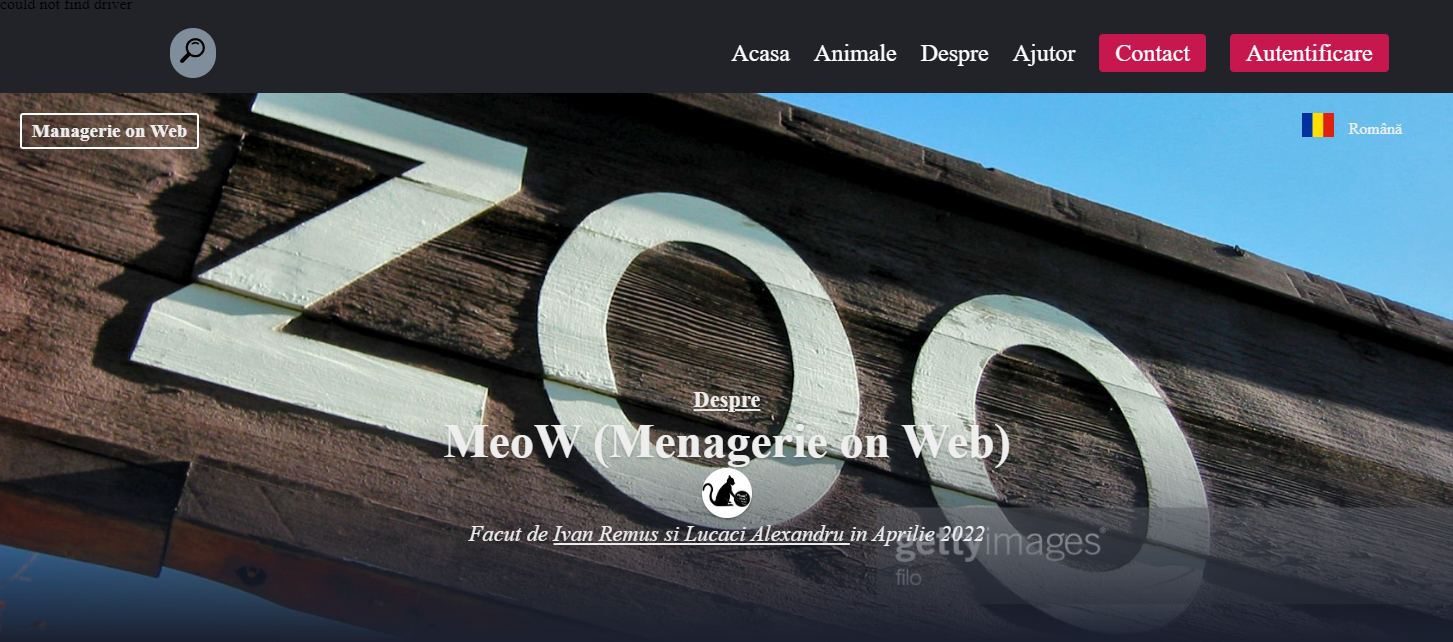 could not find driver
Acasa Animale Despre Ajutor Contact Autentificare
Managerie on Web
Română
ZOO
Despre
MeoW (Menagerie on Web)
Facut de Ivan Remus si Lucaci Alexandru in Aprilie 2022
gettyimages
filo